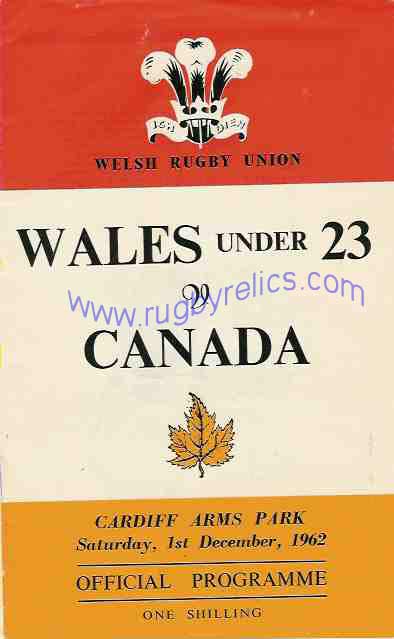 ICH DIEN
WELSH RUGBY UNION
WALES UNDER 23
v
www.rugbyrelics.com
CANADA
CARDIFF ARMS PARK
Saturday, 1st December, 1962
OFFICIAL PROGRAMME
ONE SHILLING